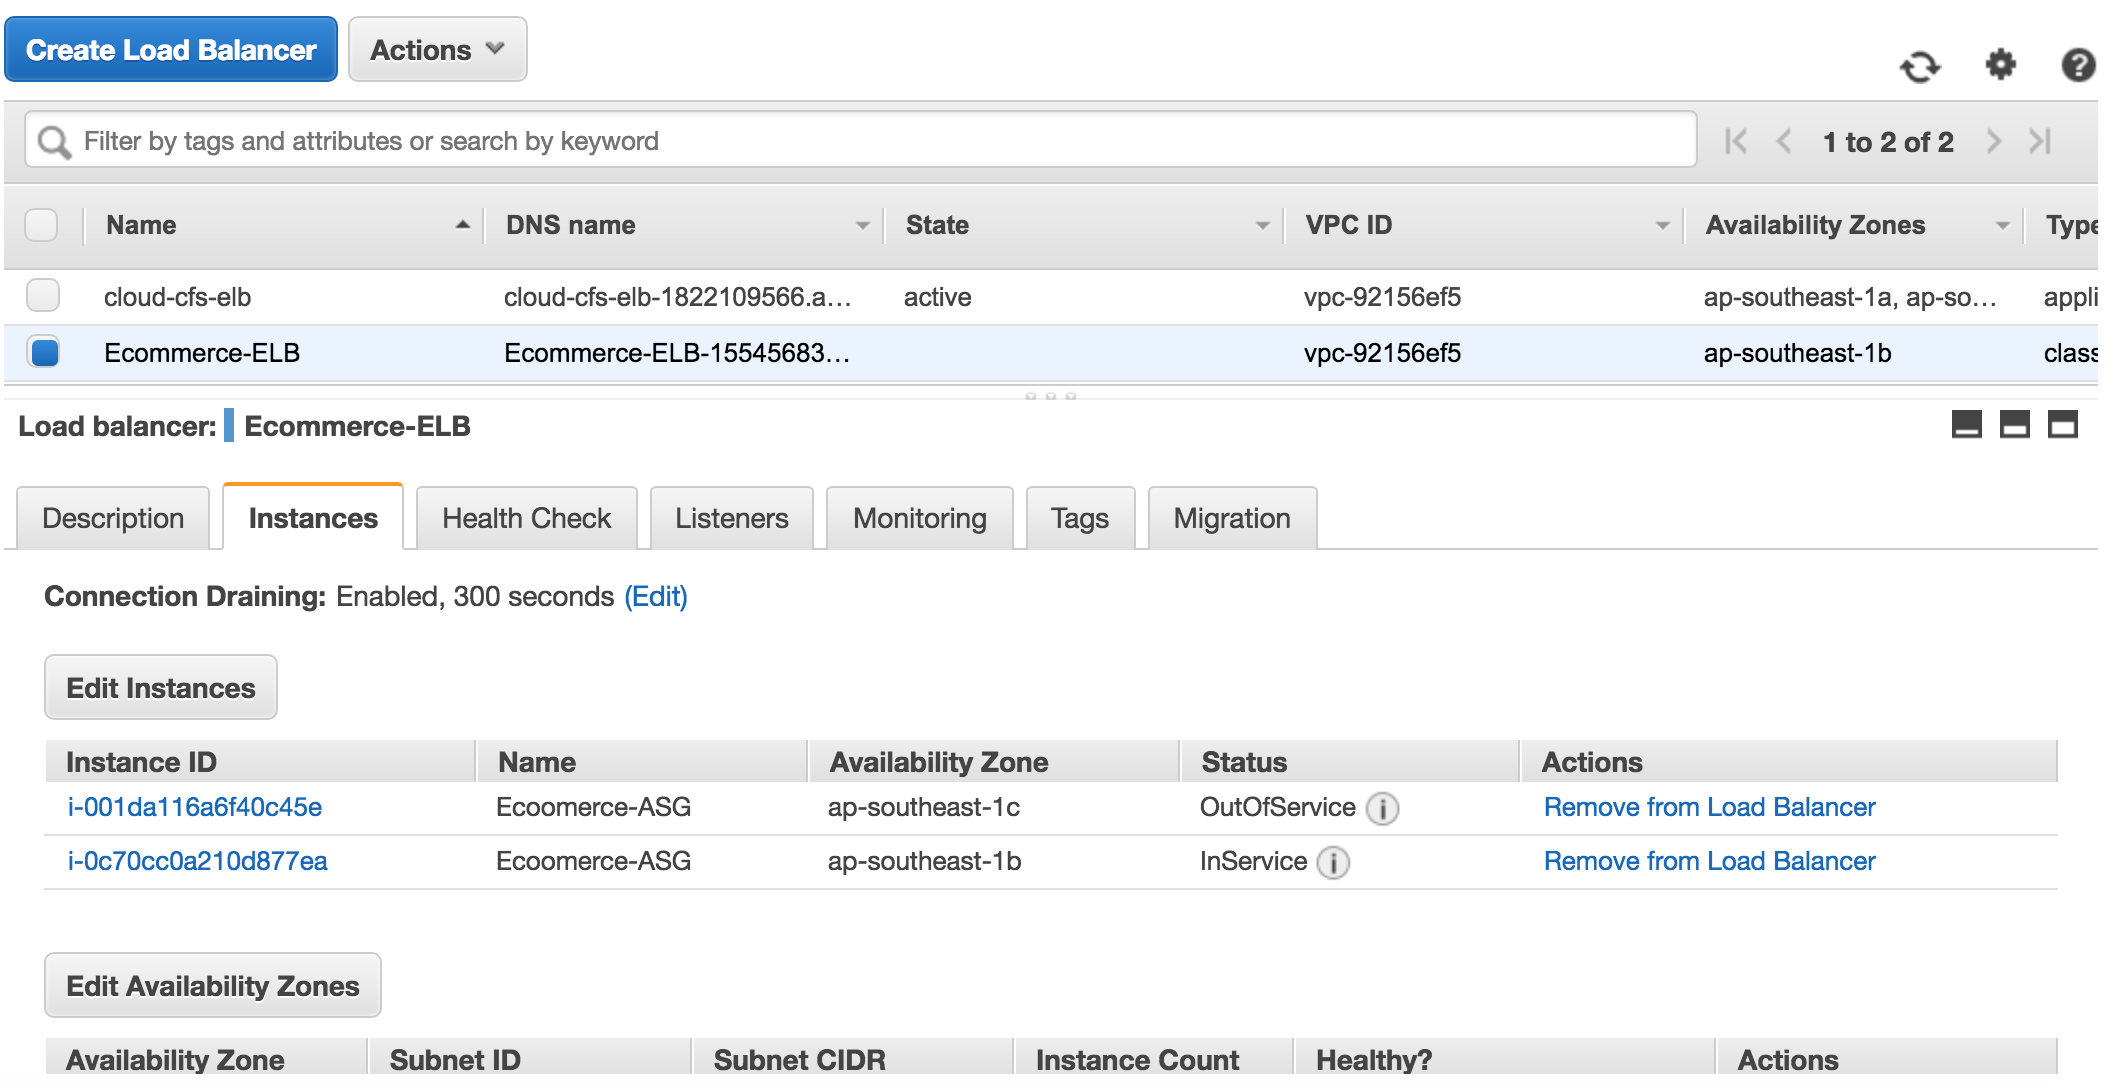 Create Load Balancer Actions
Filter by tags and attributes or search by keyword 1 to 2 of 2
Name DNS name State VPC ID Availability Zones Type
cloud-cfs-elb cloud-cfs-elb-1822109566.a... active vpc-92156ef5 ap-southeast-1a, ap-so... appli
Ecommerce-ELB Ecommerce-ELB-15545683... vpc-92156ef5 ap-southeast-1b class
Load balancer: Ecommerce-ELB
Description Instances Health Check Listeners Monitoring Tags Migration
Connection Draining: Enabled, 300 seconds (Edit)
Edit Instances
Instance ID Name Availability Zone Status Actions
i-001da116a6f40c45e Ecoomerce-ASG ap-southeast-1c OutOfService Remove from Load Balancer
i-0c70cc0a210d877ea Ecoomerce-ASG ap-southeast-1b InService Remove from Load Balancer
Edit Availability Zones
Availability Zone Subnet ID Subnet CIDR Instance Count Healthy? Actions